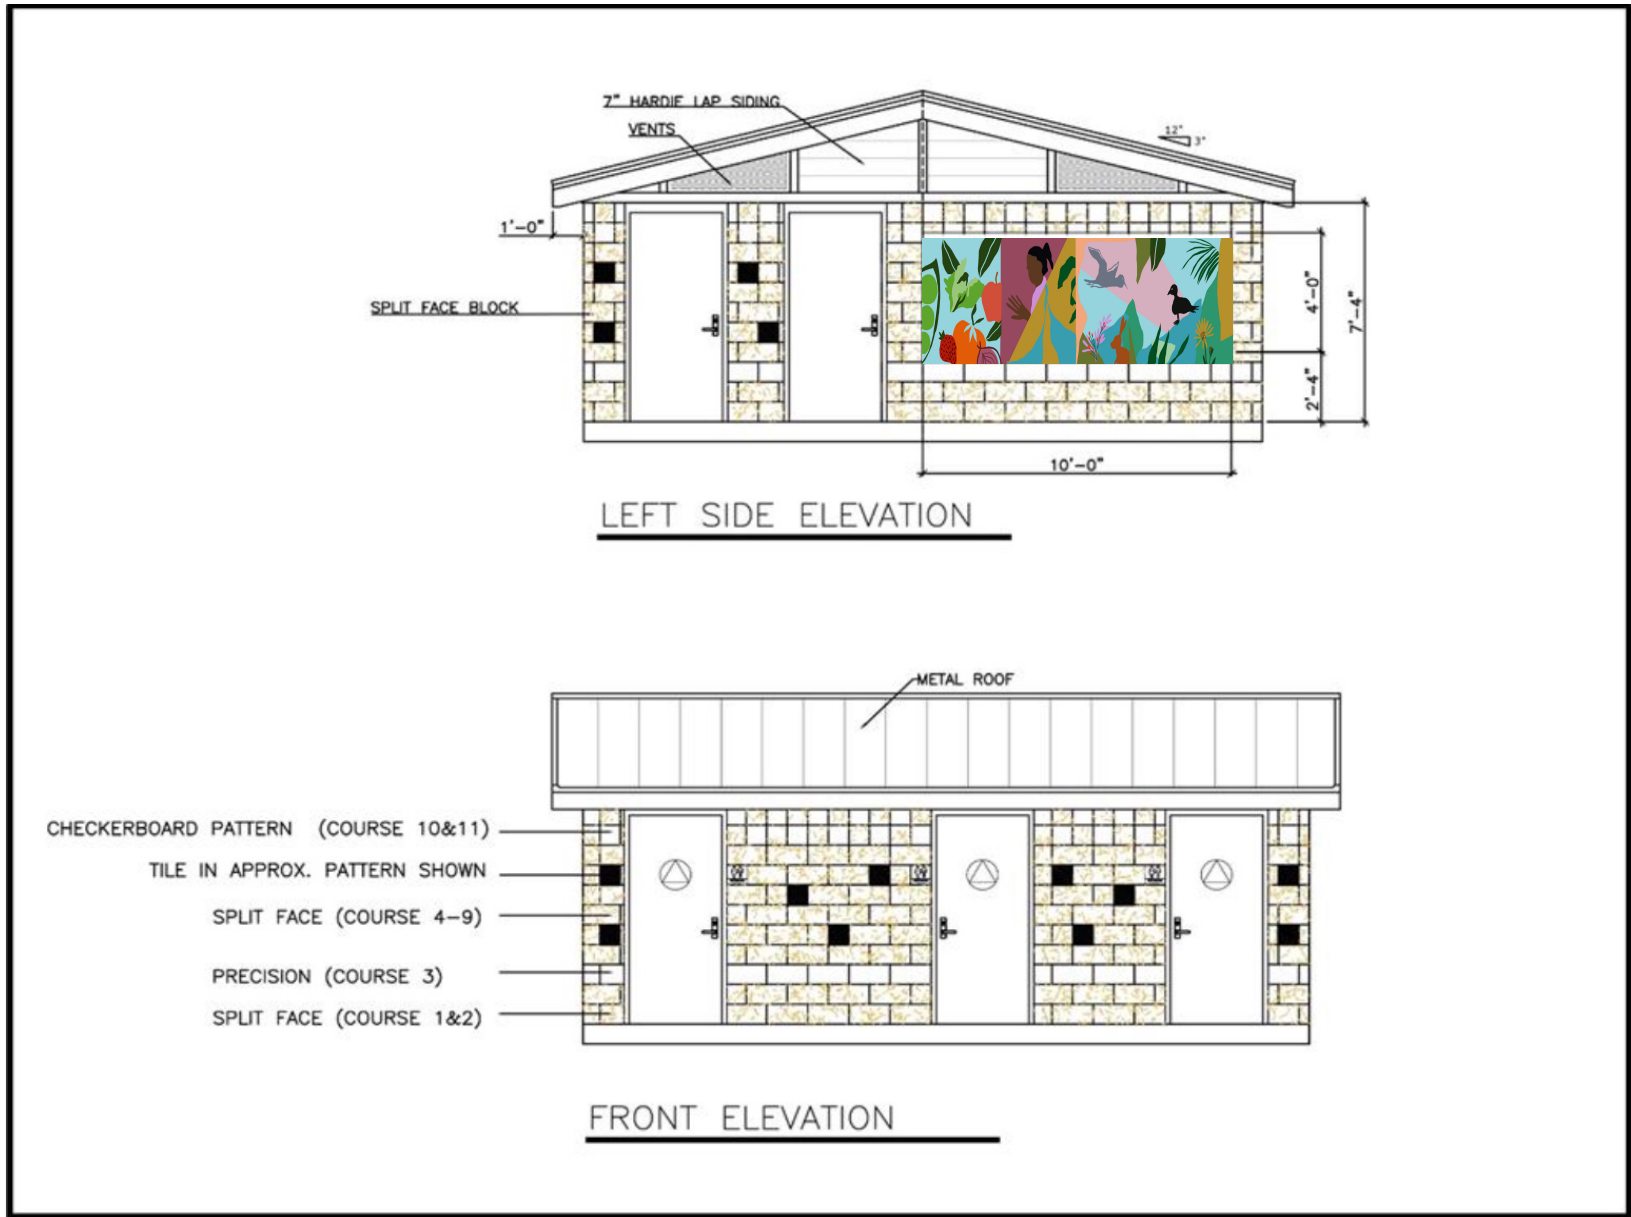 7" HARDIE LAP SIDING
VENTS
12"
3"
1'-0"
SPLIT FACE BLOCK
4'-0"
7'-4"
2'-4"
10'-0"
LEFT SIDE ELEVATION
METAL ROOF
CHECKERBOARD PATTERN (COURSE 10&11)
TILE IN APPROX. PATTERN SHOWN
SPLIT FACE (COURSE 4-9)
PRECISION (COURSE 3)
SPLIT FACE (COURSE 1&2)
FRONT ELEVATION